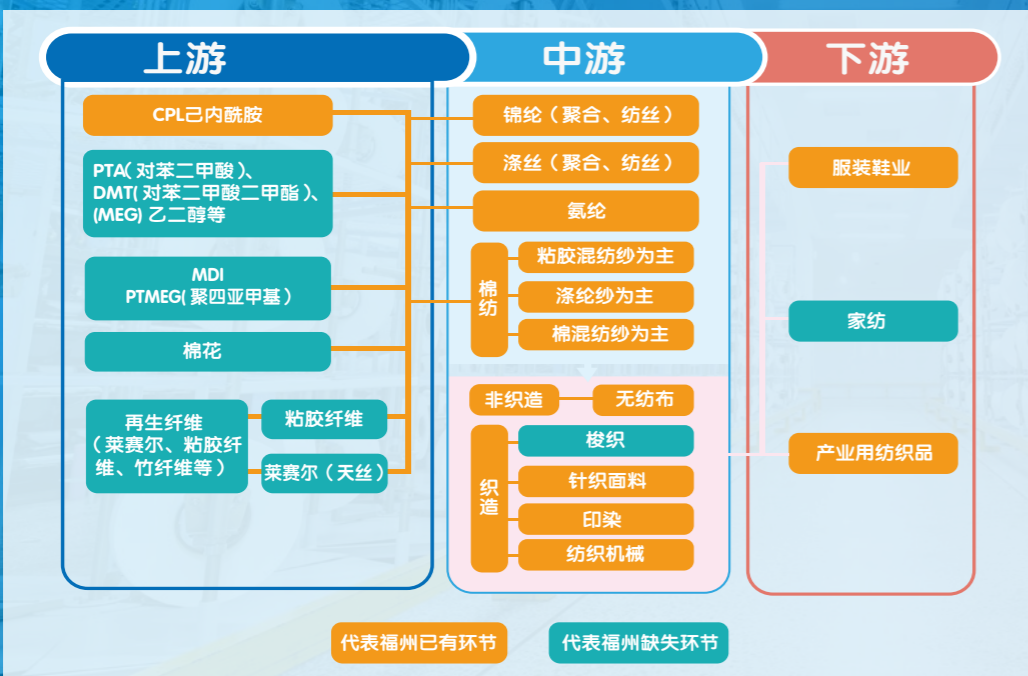 上游
中游
下游
CPL己内酰胺
PTA(对苯二甲酸)、
DMT(对苯二甲酸二甲酯)、
(MEG)乙二醇等
MDI
PTMEG(聚四亚甲基)
棉花
再生纤维
(莱赛尔、粘胶纤
维、竹纤维等)
粘胶纤维
莱赛尔(天丝)
锦纶(聚合、纺丝)
涤丝(聚合、纺丝)
氨纶
棉纺
粘胶混纺纱为主
涤纶纱为主
棉混纺纱为主
非织造
无纺布
织造
梭织
针织面料
印染
纺织机械
服装鞋业
家纺
产业用纺织品
代表福州已有环节
代表福州缺失环节